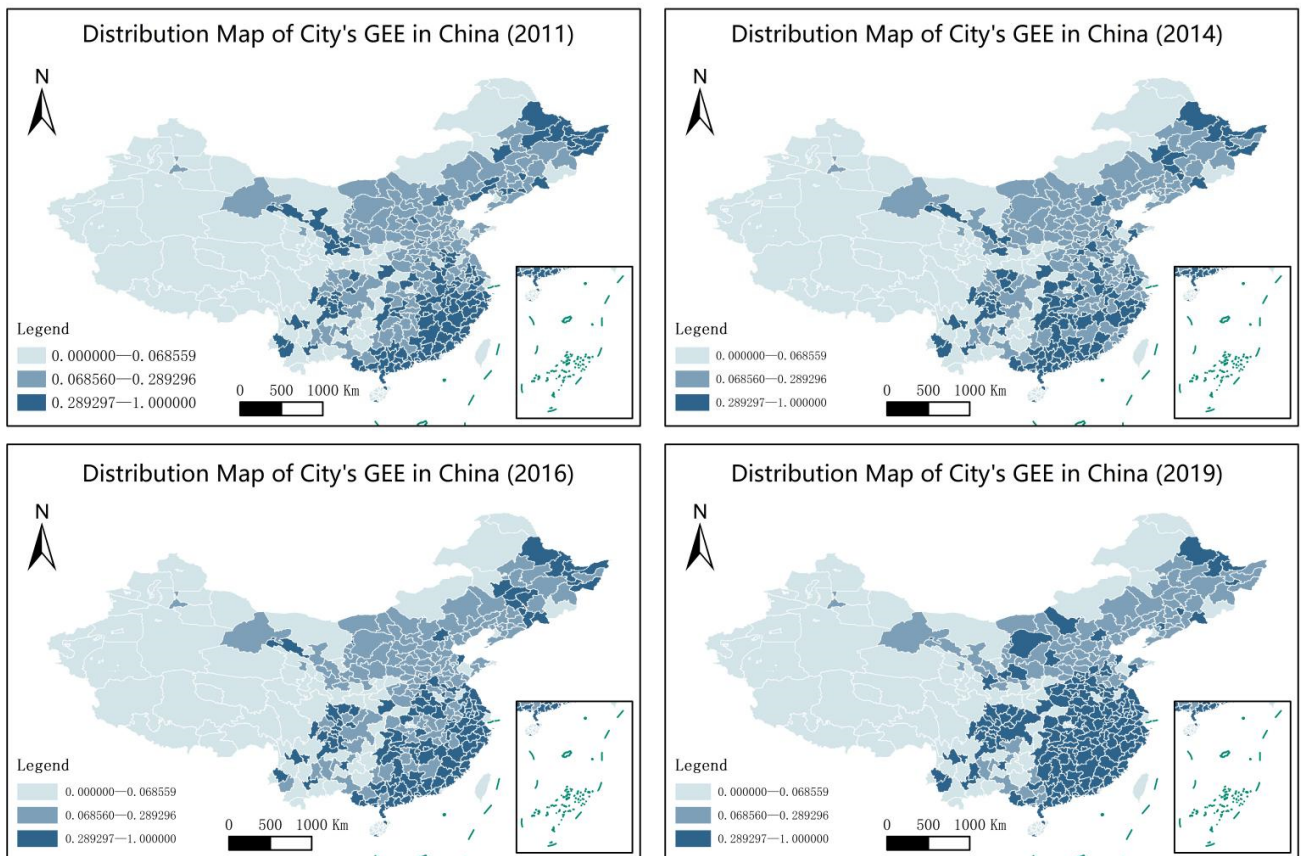 Distribution Map of City's GEE in China (2011)
N
Legend
0.000000—0.068559
0.068560—0.289296
0.289297—1.000000
0 500 1000 Km
Distribution Map of City's GEE in China (2014)
N
Legend
0.000000—0.068559
0.068560—0.289296
0.289297—1.000000
0 500 1000 Km
Distribution Map of City's GEE in China (2016)
N
Legend
0.000000—0.068559
0.068560—0.289296
0.289297—1.000000
0 500 1000 Km
Distribution Map of City's GEE in China (2019)
N
Legend
0.000000—0.068559
0.068560—0.289296
0.289297—1.000000
0 500 1000 Km